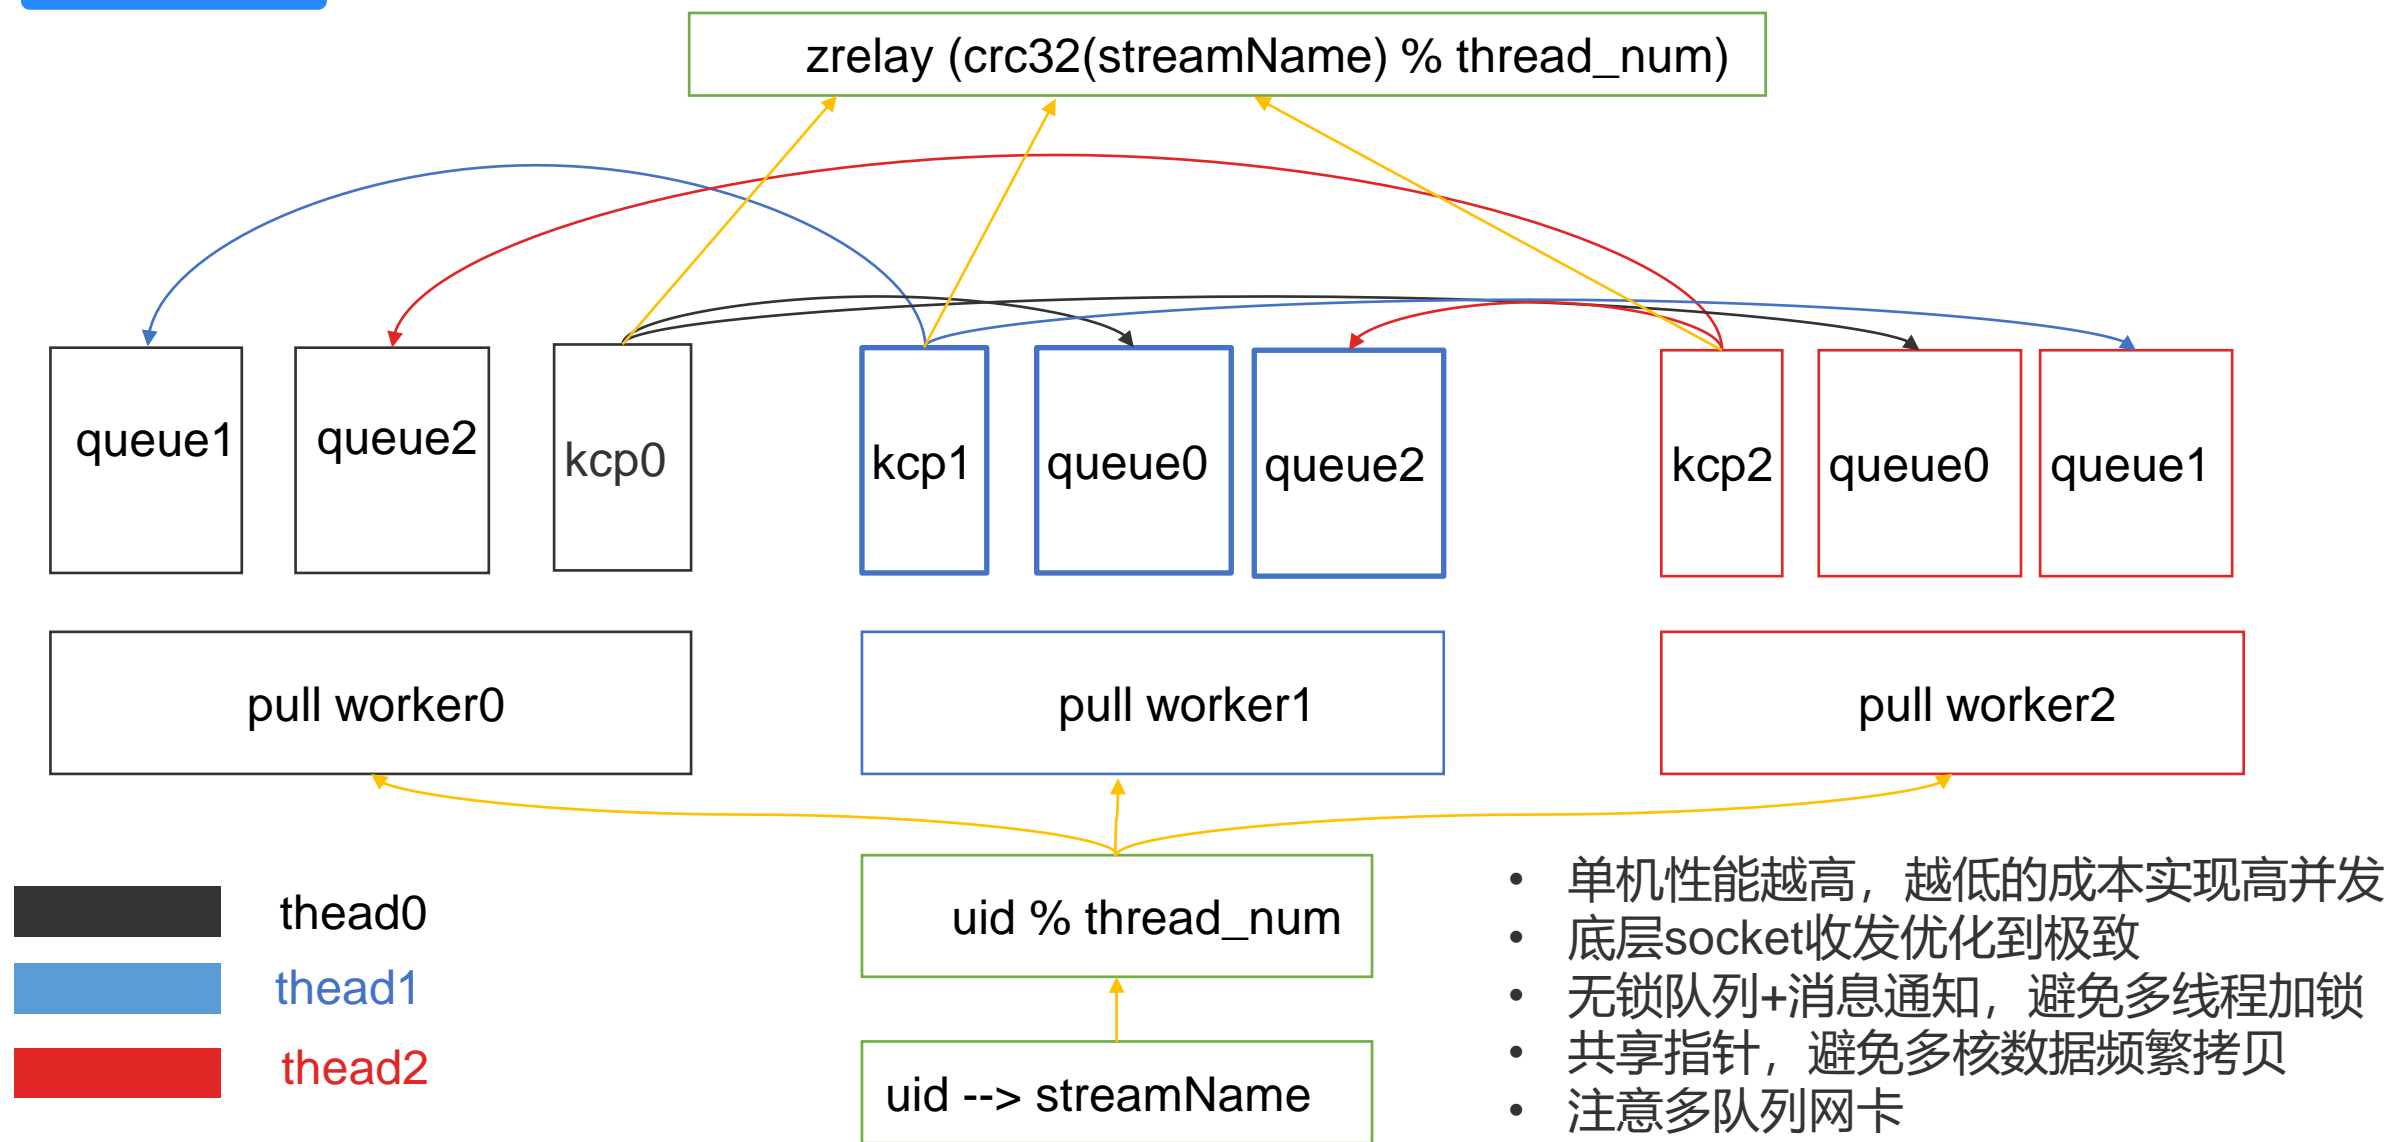 zrelay (crc32(streamName) % thread_num)
queue1
queue2
kcp0
kcp1
queue0
queue2
kcp2
queue0
queue1
pull worker0
pull worker1
pull worker2
thead0
thead1
thead2
uid % thread_num
uid --> streamName
• 单机性能越高，越低的成本实现高并发
• 底层socket收发优化到极致
• 无锁队列+消息通知，避免多线程加锁
• 共享指针，避免多核数据频繁拷贝
• 注意多队列网卡